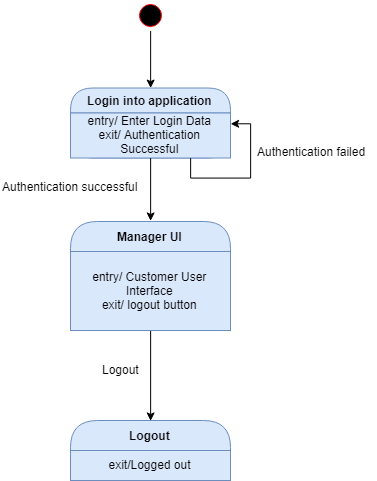 Login into application
entry/ Enter Login Data
exit/ Authentication
Successful
Authentication failed
Authentication successful
Manager UI
entry/ Customer User
Interface
exit/ logout button
Logout
Logout
exit/Logged out